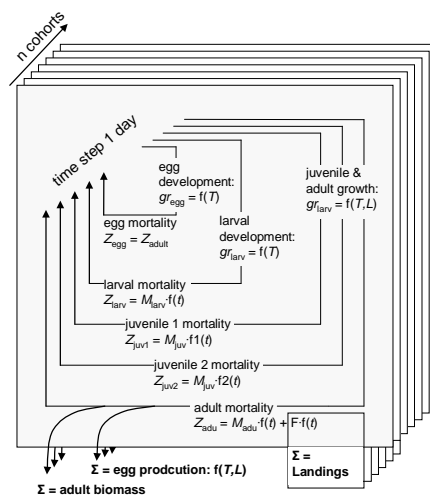 n cohorts
time step 1 day
egg
development:
gr_egg = f(T)
juvenile &
adult growth:
gr_larv = f(T,L)
egg mortality
Z_egg = Z_adult
larval
development:
gr_larv = f(T)
larval mortality
Z_larv = M_larv·f(t)
juvenile 1 mortality
Z_juv1 = M_juv·f1(t)
juvenile 2 mortality
Z_juv2 = M_juv·f2(t)
adult mortality
Z_adu = M_adu·f(t) + F·f(t)
Σ = egg prodcution: f(T,L)
Σ = adult biomass
Σ =
Landings